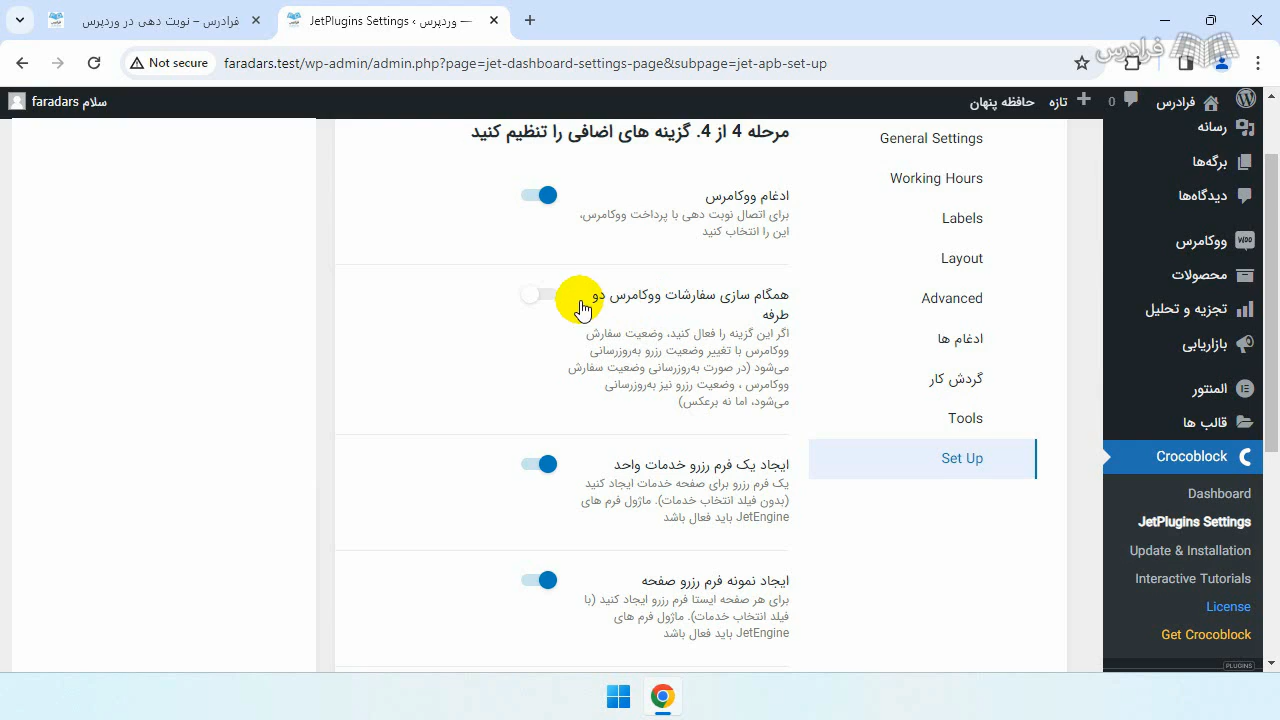 فرادرس – نوبت دهی در وردپرس
JetPlugins Settings ‹ وردپرس —
Not secure
faradars.test/wp-admin/admin.php?page=jet-dashboard-settings-page&subpage=jet-apb-set-up
فرادرس
فرادرس
0
تازه
حافظه پنهان
سلام faradars
رسانه
برگه‌ها
دیدگاه‌ها
ووکامرس
محصولات
تجزیه و تحلیل
بازاریابی
المنتور
قالب ها
Crocoblock
Dashboard
JetPlugins Settings
Update & Installation
Interactive Tutorials
License
Get Crocoblock
PLUGINS
General Settings
Working Hours
Labels
Layout
Advanced
ادغام ها
گردش کار
Tools
Set Up
مرحله 4 از 4. گزینه های اضافی را تنظیم کنید
ادغام ووکامرس
برای اتصال نوبت دهی با پرداخت ووکامرس،
این را انتخاب کنید
همگام سازی سفارشات ووکامرس دو
طرفه
اگر این گزینه را فعال کنید، وضعیت سفارش
ووکامرس با تغییر وضعیت رزرو به‌روزرسانی
می‌شود (در صورت به‌روزرسانی وضعیت سفارش
ووکامرس ، وضعیت رزرو نیز به‌روزرسانی
می‌شود، اما نه برعکس)
ایجاد یک فرم رزرو خدمات واحد
یک فرم رزرو برای صفحه خدمات ایجاد کنید
(بدون فیلد انتخاب خدمات). ماژول فرم های
JetEngine باید فعال باشد
ایجاد نمونه فرم رزرو صفحه
برای هر صفحه ایستا فرم رزرو ایجاد کنید (با
فیلد انتخاب خدمات). ماژول فرم های
JetEngine باید فعال باشد